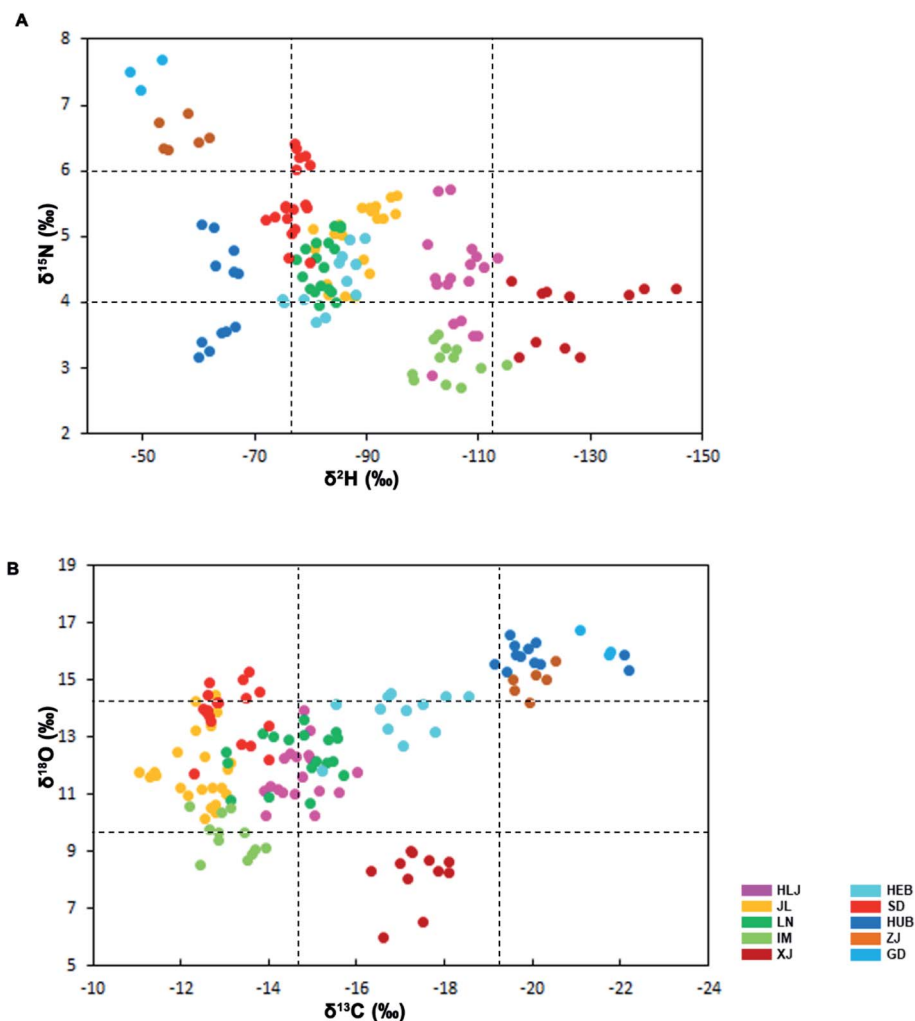 A
8
7
6
5
4
3
2
δ¹⁵N (‰)
-50 -70 -90 -110 -130 -150
δ²H (‰)
B
19
17
15
13
11
9
7
5
δ¹⁸O (‰)
-10 -12 -14 -16 -18 -20 -22 -24
δ¹³C (‰)
HLJ HEB
JL SD
LN HUB
IM ZJ
XJ GD